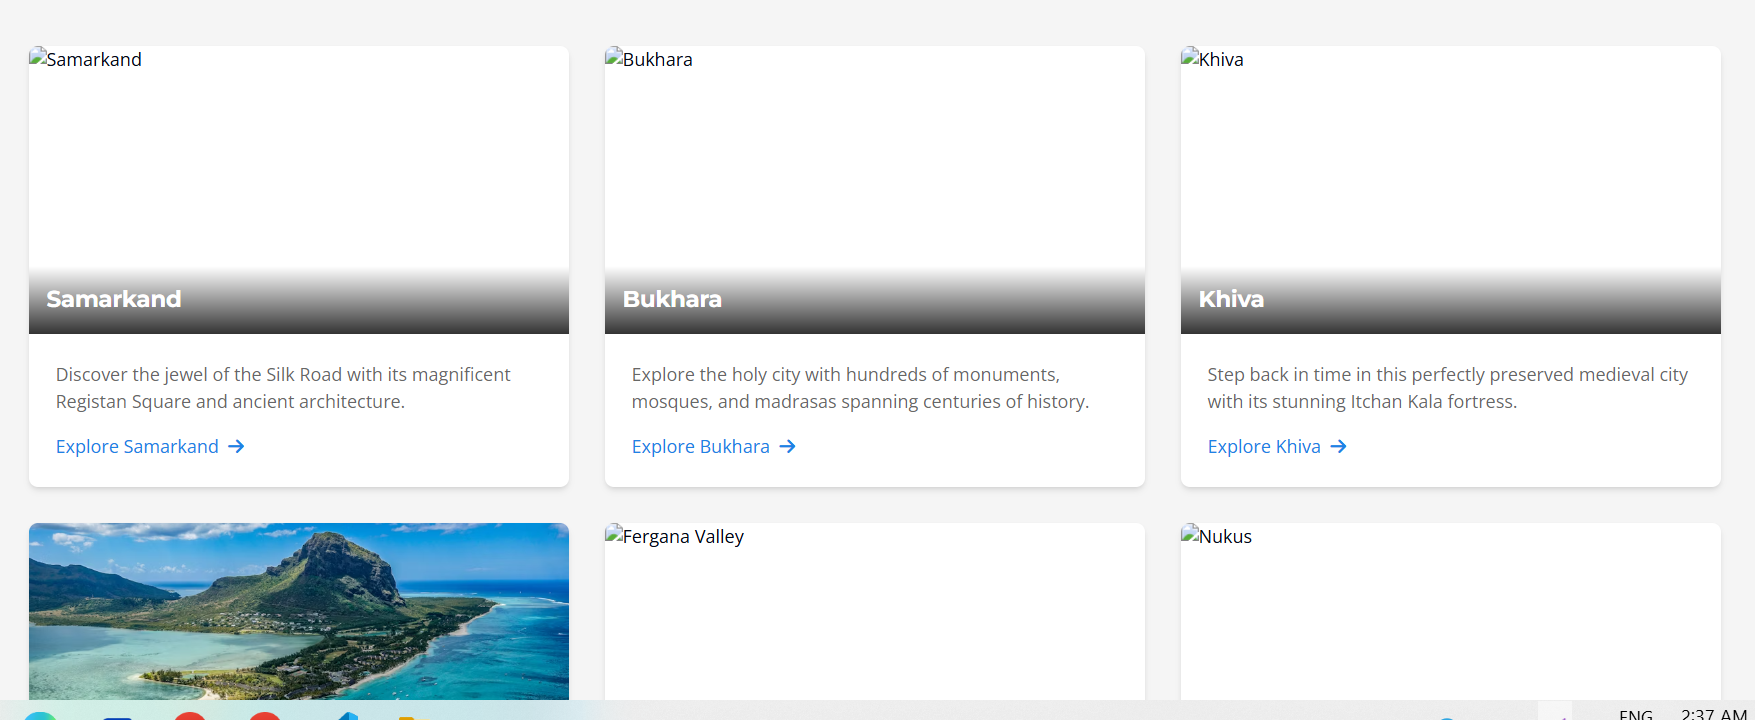 Samarkand
Bukhara
Khiva
Samarkand
Bukhara
Khiva
Discover the jewel of the Silk Road with its magnificent
Registan Square and ancient architecture.
Explore Samarkand →
Explore the holy city with hundreds of monuments,
mosques, and madrasas spanning centuries of history.
Explore Bukhara →
Step back in time in this perfectly preserved medieval city
with its stunning Itchan Kala fortress.
Explore Khiva →
Fergana Valley
Nukus
ENG
2:37 AM